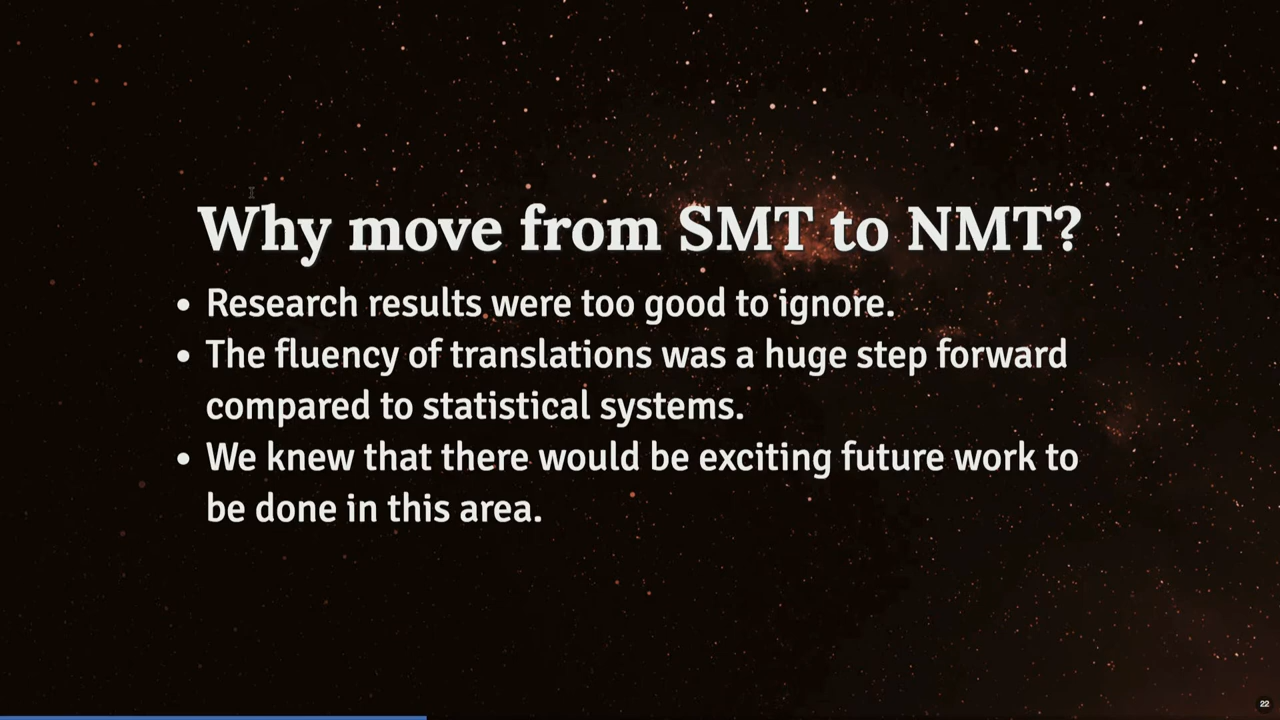 Why move from SMT to NMT?
• Research results were too good to ignore.
• The fluency of translations was a huge step forward
compared to statistical systems.
• We knew that there would be exciting future work to
be done in this area.
22